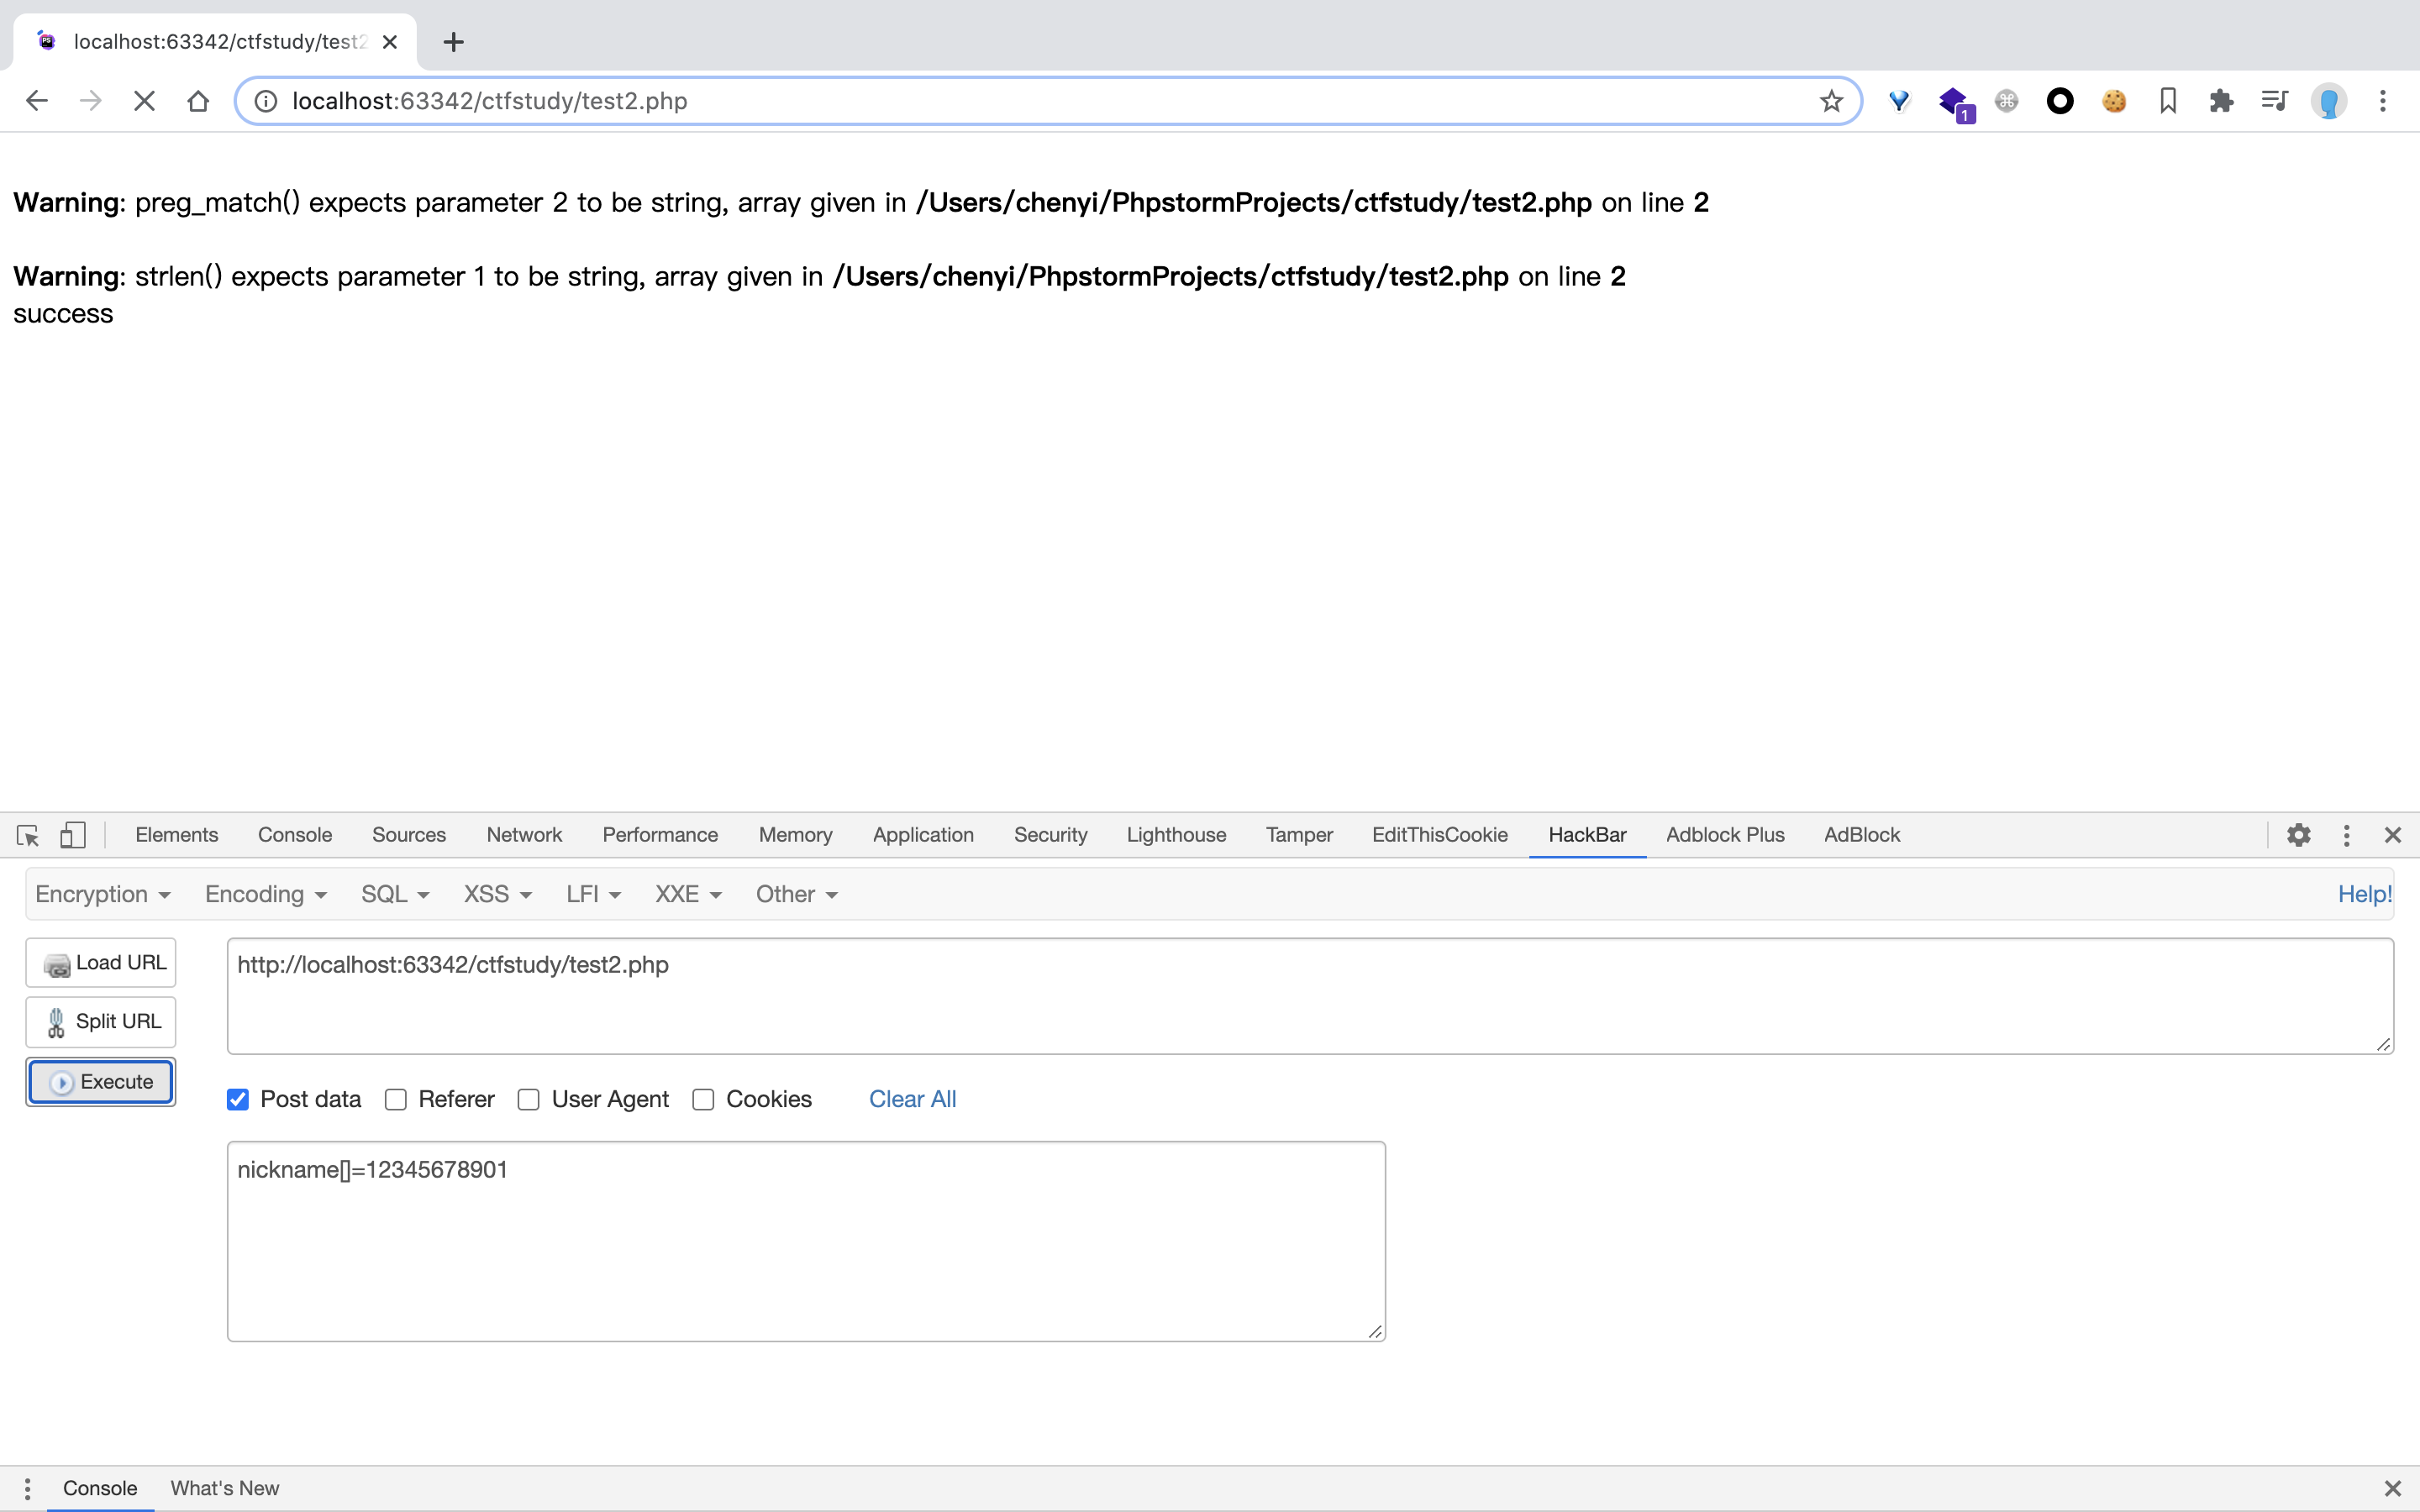 localhost:63342/ctfstudy/test2
localhost:63342/ctfstudy/test2.php
1
Warning: preg_match() expects parameter 2 to be string, array given in /Users/chenyi/PhpstormProjects/ctfstudy/test2.php on line 2
Warning: strlen() expects parameter 1 to be string, array given in /Users/chenyi/PhpstormProjects/ctfstudy/test2.php on line 2
success
Elements Console Sources Network Performance Memory Application Security Lighthouse Tamper EditThisCookie HackBar Adblock Plus AdBlock
Encryption Encoding SQL XSS LFI XXE Other Help!
Load URL
http://localhost:63342/ctfstudy/test2.php
Split URL
Execute
Post data Referer User Agent Cookies Clear All
nickname[]=12345678901
Console What's New